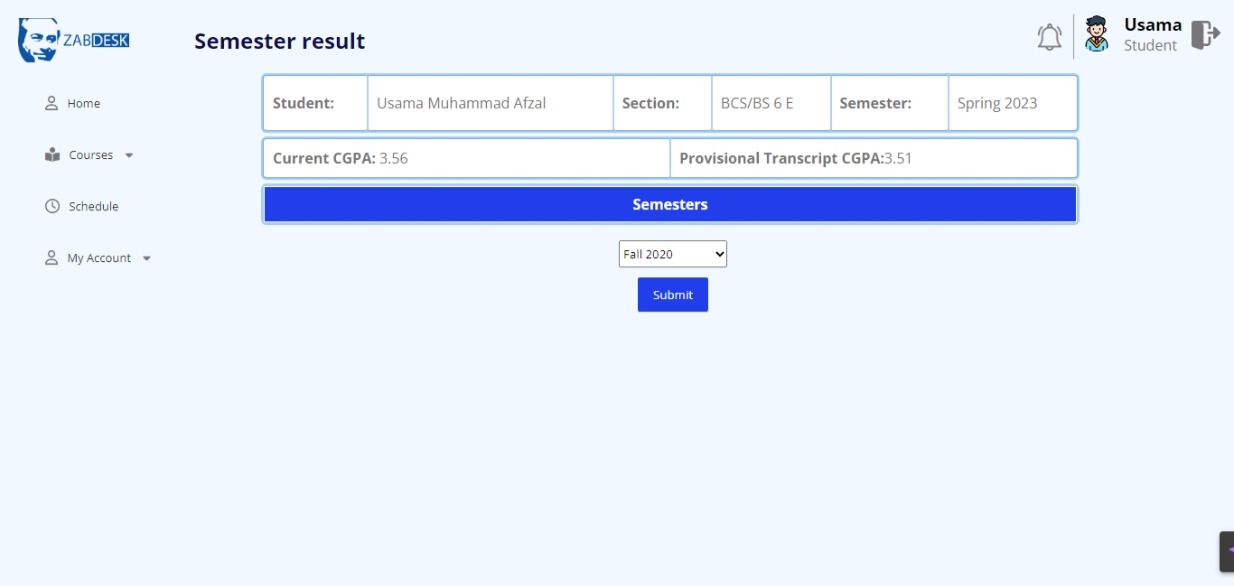 ZABDESK
Semester result
Usama
Student
Home
Courses
Schedule
My Account
Student: Usama Muhammad Afzal Section: BCS/BS 6 E Semester: Spring 2023
Current CGPA: 3.56 Provisional Transcript CGPA:3.51
Semesters
Fall 2020
Submit